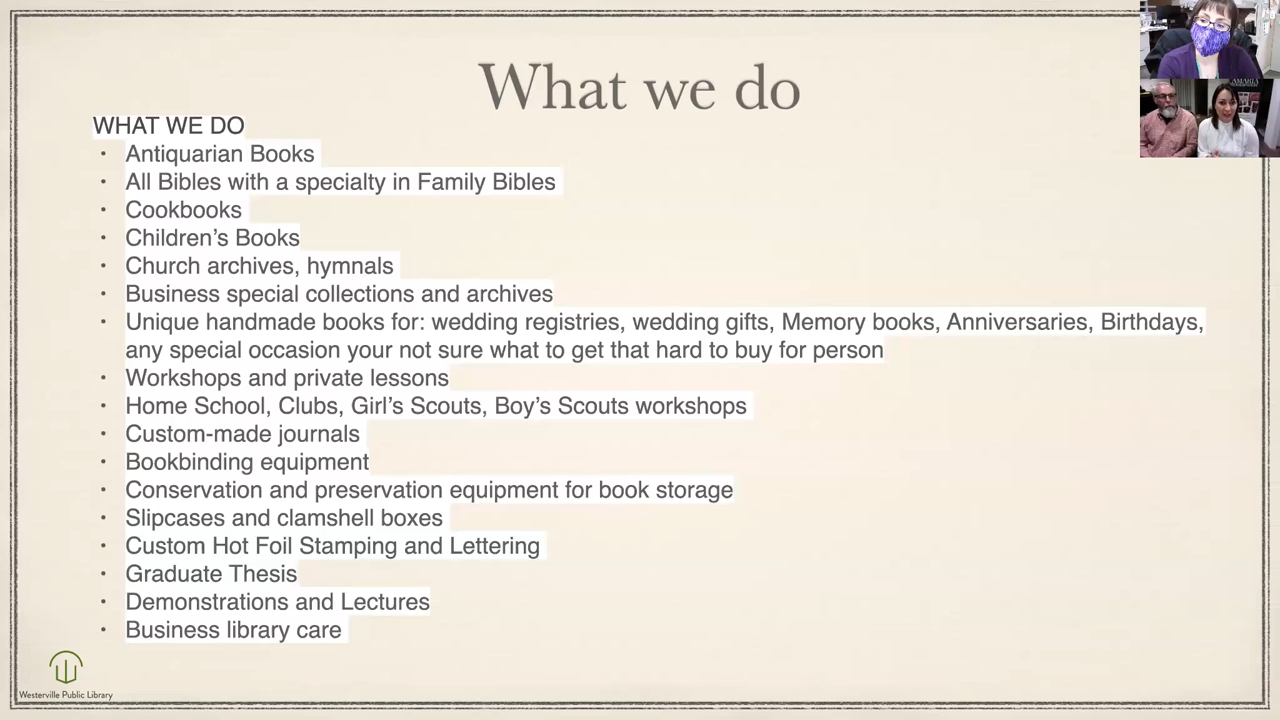 What we do
WHAT WE DO
• Antiquarian Books
• All Bibles with a specialty in Family Bibles
• Cookbooks
• Children’s Books
• Church archives, hymnals
• Business special collections and archives
• Unique handmade books for: wedding registries, wedding gifts, Memory books, Anniversaries, Birthdays,
any special occasion your not sure what to get that hard to buy for person
• Workshops and private lessons
• Home School, Clubs, Girl’s Scouts, Boy’s Scouts workshops
• Custom-made journals
• Bookbinding equipment
• Conservation and preservation equipment for book storage
• Slipcases and clamshell boxes
• Custom Hot Foil Stamping and Lettering
• Graduate Thesis
• Demonstrations and Lectures
• Business library care
Westerville Public Library